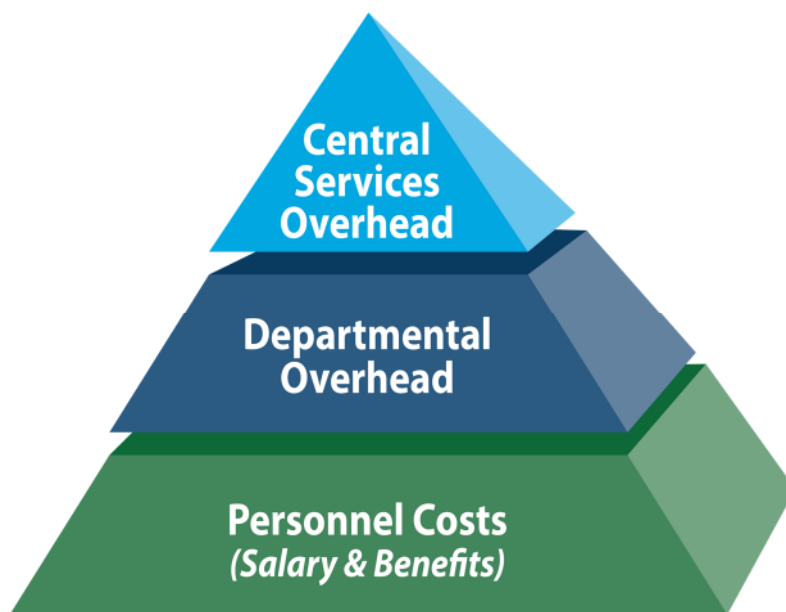 Central
Services
Overhead
Departmental
Overhead
Personnel Costs
(Salary & Benefits)